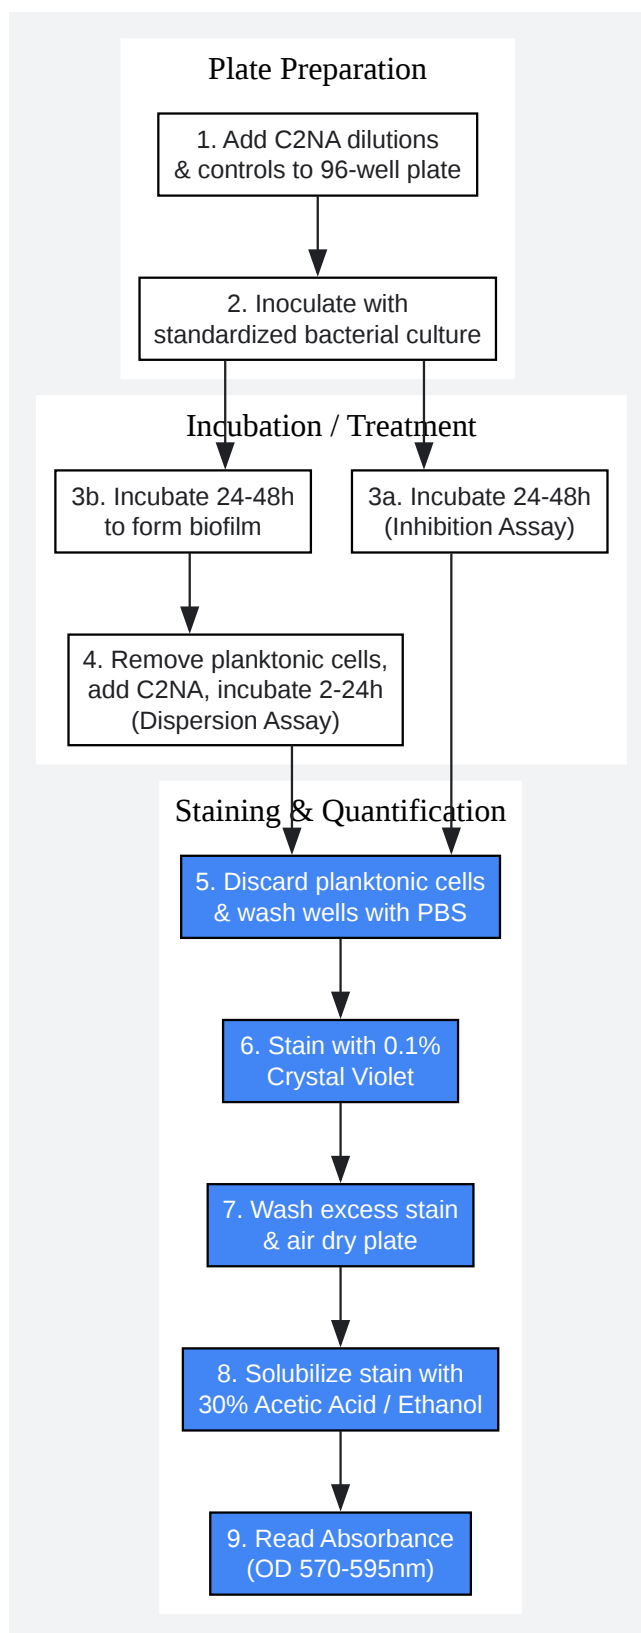 Plate Preparation
1. Add C2NA dilutions
& controls to 96-well plate
2. Inoculate with
standardized bacterial culture
Incubation / Treatment
3b. Incubate 24-48h
to form biofilm
3a. Incubate 24-48h
(Inhibition Assay)
4. Remove planktonic cells,
add C2NA, incubate 2-24h
(Dispersion Assay)
Staining & Quantification
5. Discard planktonic cells
& wash wells with PBS
6. Stain with 0.1%
Crystal Violet
7. Wash excess stain
& air dry plate
8. Solubilize stain with
30% Acetic Acid / Ethanol
9. Read Absorbance
(OD 570-595nm)